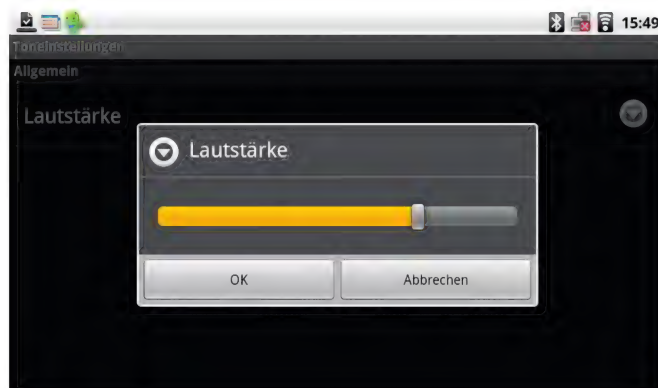 15:49
Toneinstellungen
Allgemein
Lautstärke
Lautstärke
OK
Abbrechen